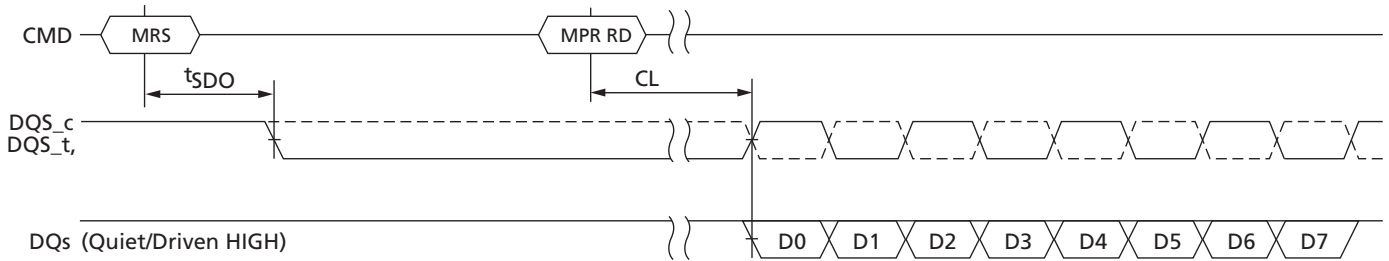 CMD MRS MPR RD
tSDO CL
DQS_c
DQS_t,
DQs (Quiet/Driven HIGH) D0 D1 D2 D3 D4 D5 D6 D7